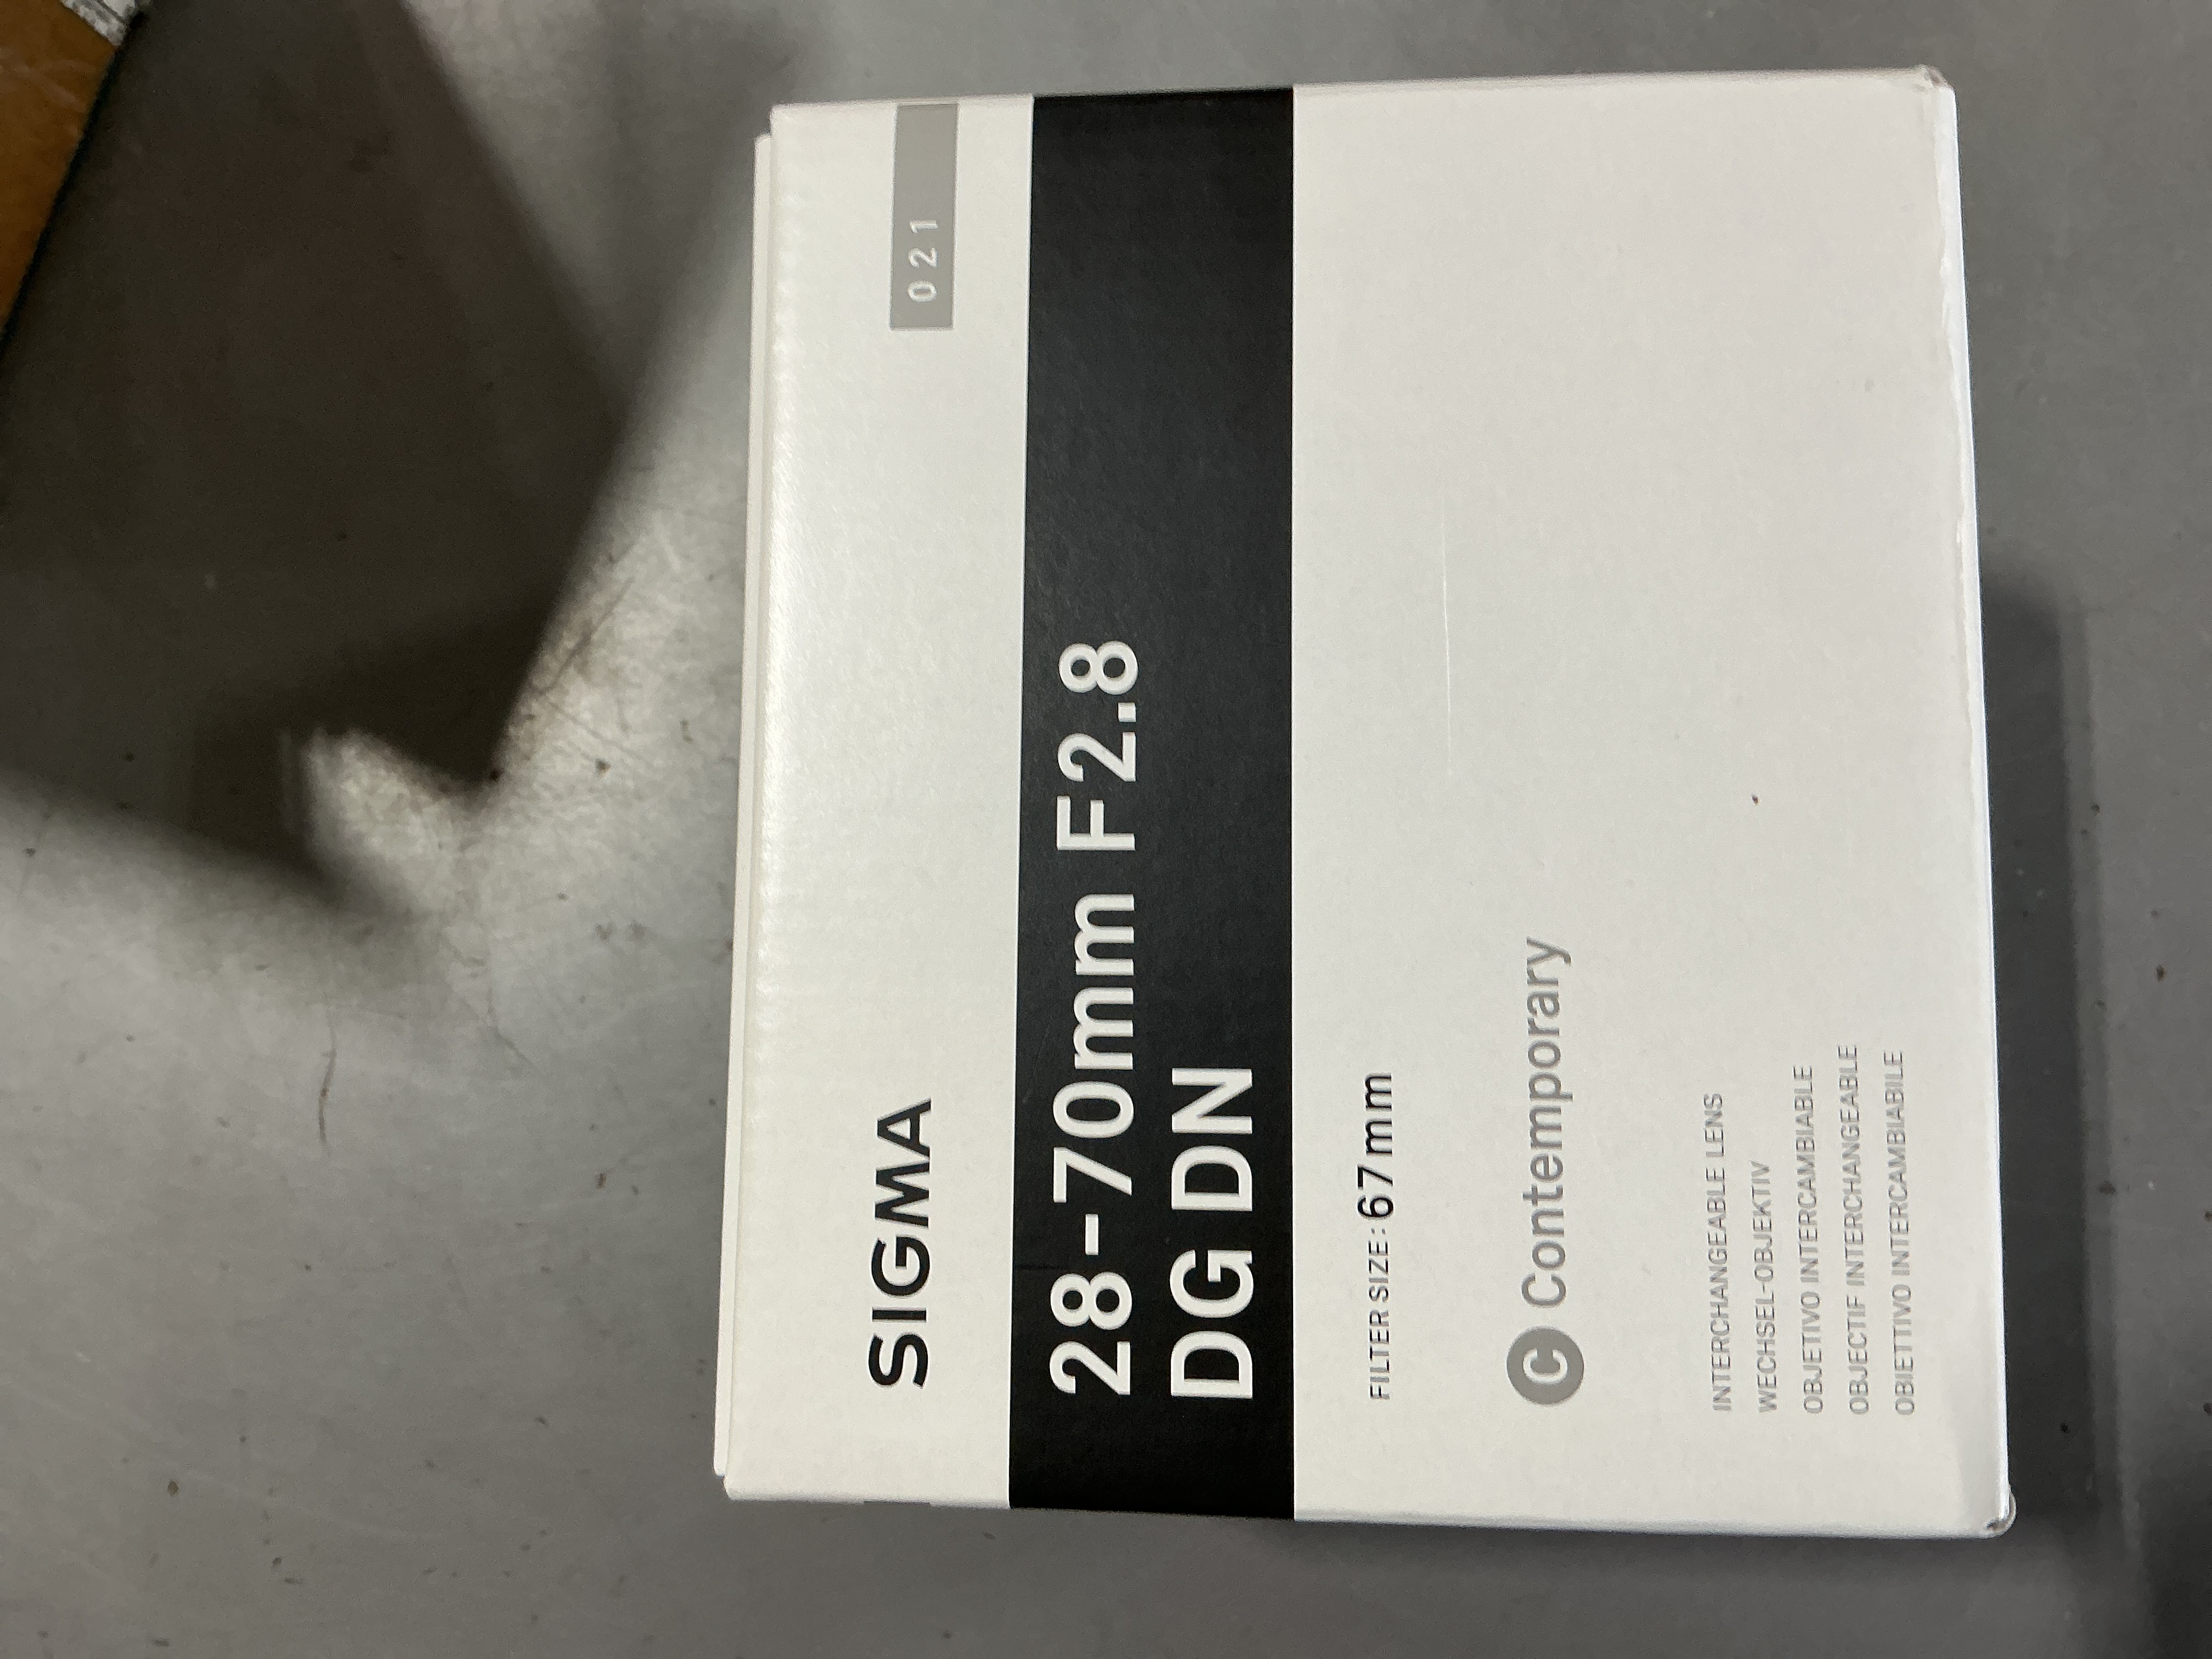 SIGMA
021
28-70mm F2.8
DG DN
FILTER SIZE: 67mm
C Contemporary
INTERCHANGEABLE LENS
WECHSEL-OBJEKTIV
OBJETIVO INTERCAMBIABLE
OBJECTIF INTERCHANGEABLE
OBIETTIVO INTERCAMBIABILE